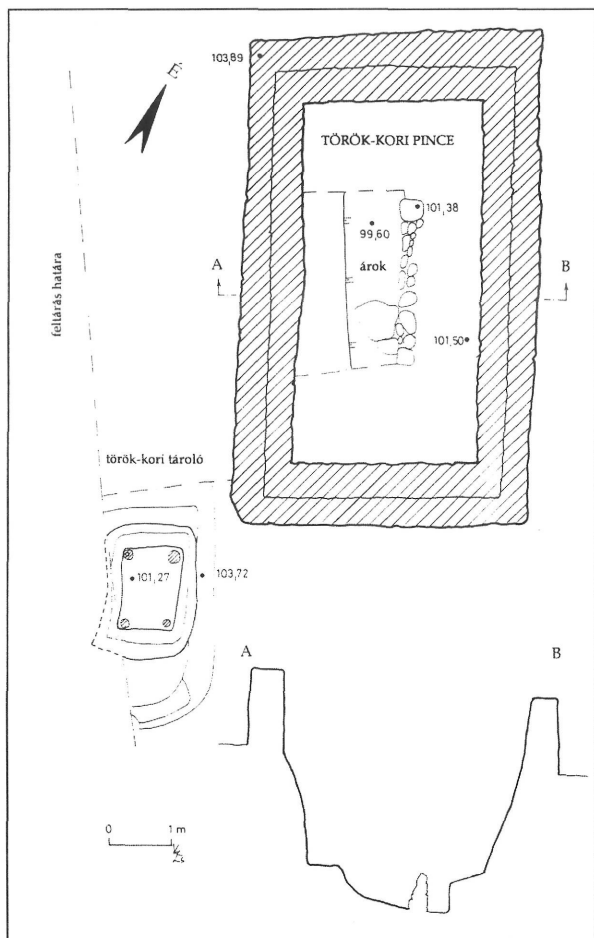 103,89
É
TÖRÖK-KORI PINCE
101,38
99,60
A
B
árok
feltárás határa
101,50
török-kori tároló
101,27
103,72
A
B
0 1 m